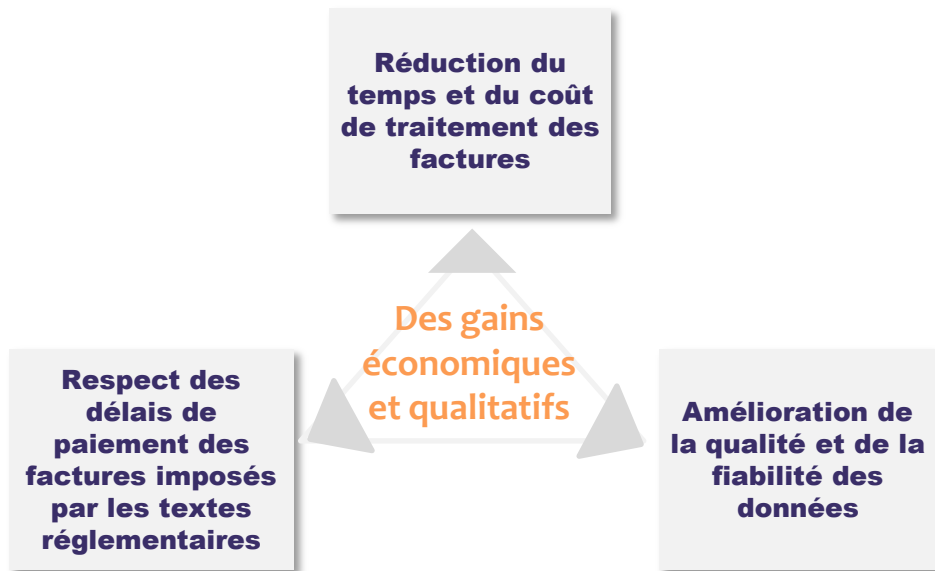 Réduction du
temps et du coût
de traitement des
factures
Des gains
économiques
et qualitatifs
Respect des
délais de
paiement des
factures imposés
par les textes
réglementaires
Amélioration de
la qualité et de la
fiabilité des
données